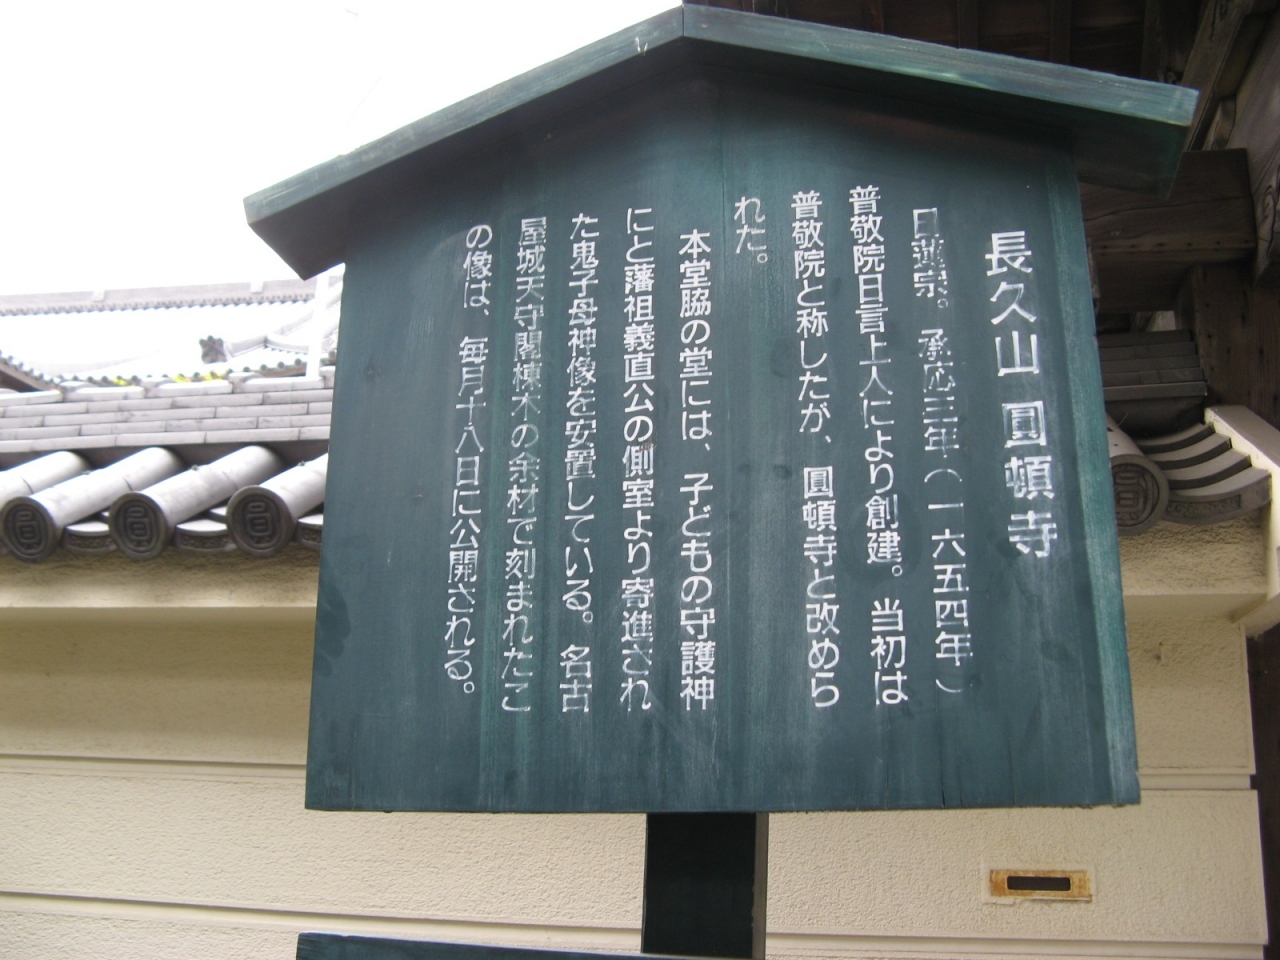 長久山 圓頓寺
日蓮宗。承応三年（一六五四年）
普敬院日言上人により創建。当初は
普敬院と称したが、圓頓寺と改めら
れた。
本堂脇の堂には、子どもの守護神
にと藩祖義直公の側室より寄進され
た鬼子母神像を安置している。名古
屋城天守閣棟木の余材で刻まれたこ
の像は、毎月十八日に公開される。